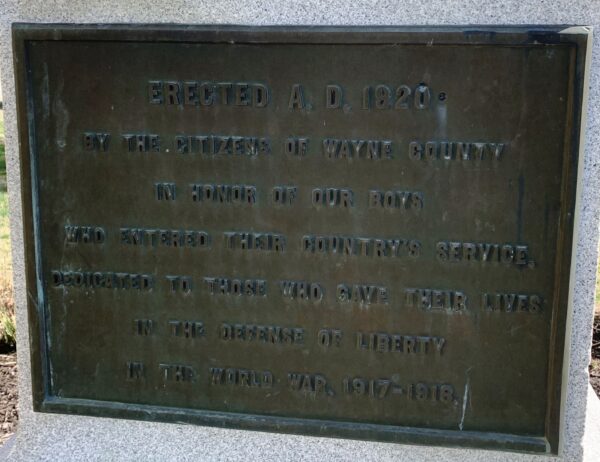 ERECTED A. D. 1920
BY THE CITIZENS OF WAYNE COUNTY
IN HONOR OF OUR BOYS
WHO ENTERED THEIR COUNTRY'S SERVICE.
DEDICATED TO THOSE WHO GAVE THEIR LIVES
IN THE DEFENSE OF LIBERTY
IN THE WORLD WAR, 1917-1918.